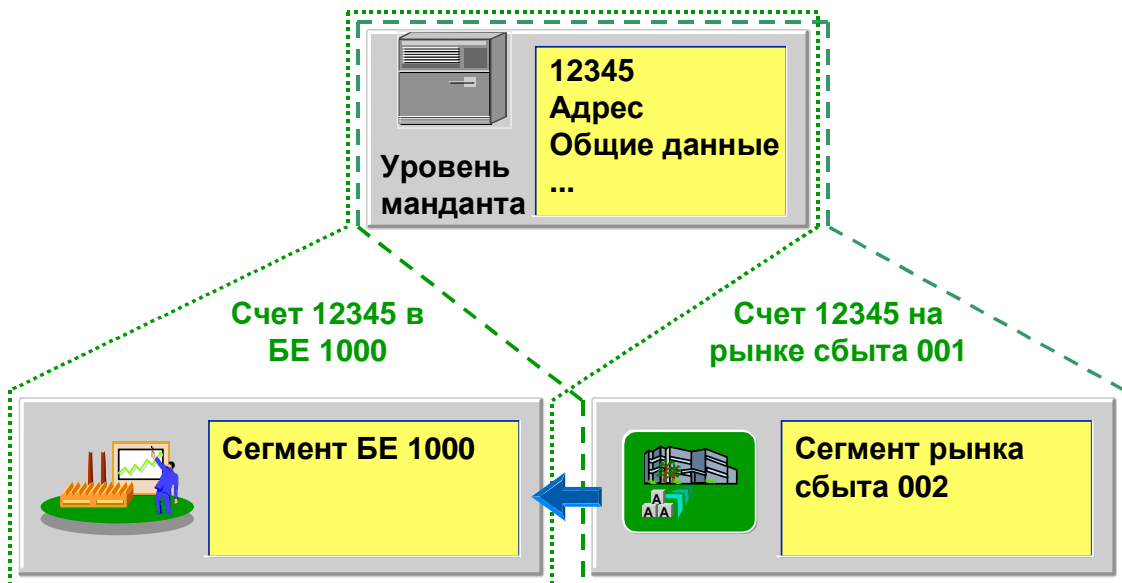 12345
Адрес
Общие данные
...
Уровень
манданта
Счет 12345 в
БЕ 1000
Счет 12345 на
рынке сбыта 001
Сегмент БЕ 1000
Сегмент рынка
сбыта 002
A
A A